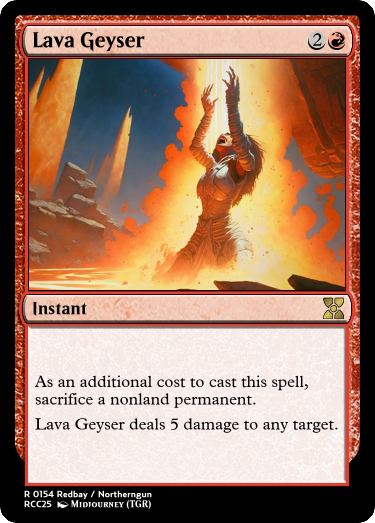 Lava Geyser 2
Instant
As an additional cost to cast this spell,
sacrifice a nonland permanent.
Lava Geyser deals 5 damage to any target.
R 0154 Redbay / Northerngun
RCC25 Midjourney (TGR)